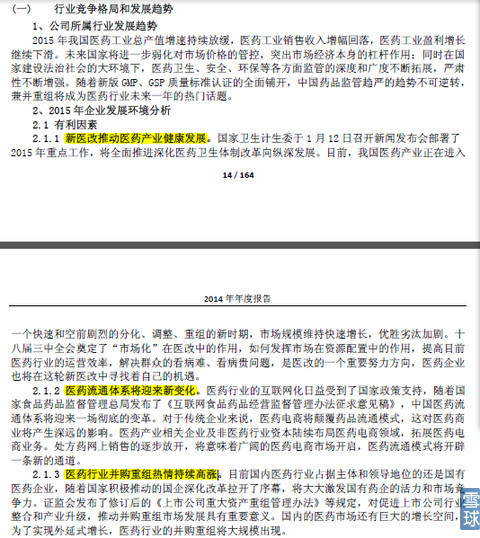 (一) 行业竞争格局和发展趋势
1、公司所属行业发展趋势
2015 年我国医药工业总产值增速持续放缓，医药工业销售收入增幅回落，医药工业盈利增长
继续下滑。未来国家将进一步弱化对市场价格的管控，突出市场经济本身的杠杆作用；同时在国
家建设法治社会的大环境下，医药卫生、安全、环保等各方面监管的深度和广度不断拓展，严肃
性不断增强。随着新版 GMP、GSP 质量标准认证的全面铺开，中国药品监管趋严的趋势不可逆转，
兼并重组将成为医药行业未来一年的热门话题。
2、2015 年企业发展环境分析
2.1 有利因素
2.1.1 新医改推动医药产业健康发展。国家卫生计生委于 1 月 12 日召开新闻发布会部署了
2015 年重点工作，将全面推进深化医药卫生体制改革向纵深发展。目前，我国医药产业正在进入
14 / 164
2014 年年度报告
一个快速和空前剧烈的分化、调整、重组的新时期，市场规模维持快速增长，优胜劣汰加剧。十
八届三中全会奠定了“市场化”在医改中的作用，如何发挥市场在资源配置中的作用，提高目前
医药行业的运营效率，解决群众的看病难、看病贵问题，是医改的一个重要努力方向，医药企业
也将在这轮新医改中寻找着自己的机遇。
2.1.2 医药流通体系将迎来新变化。医药行业的互联网化日益受到了国家政策支持，随着国
家食品药品监督管理总局发布了《互联网食品药品经营监督管理办法征求意见稿》，中国医药流
通体系将迎来一场彻底的变革。对于传统企业来说，医药电商将颠覆药品流通模式，这对医药商
业将产生深远的影响。医药产业相关企业及非医药行业资本陆续布局医药电商领域，拓展医药电
商业务。处方药网上销售的逐步放开，将意味着广阔的医药电商市场开启，医药流通模式将开辟
一条新的通道。
2.1.3 医药行业并购重组热情持续高涨。目前国内医药行业占据主体和领导地位的还是国有
医药企业，随着国家积极推动的国企深化改革拉开了序幕，将大大激发国有药企的活力和市场竞
争力。证监会发布了修订后的《上市公司重大资产重组管理办法》等规定，对促进上市公司行业
整合和产业升级，推动并购重组市场发展具有重要意义。国内的医药市场还有巨大的增长空间，
为了实现外延式增长，医药行业的并购重组将大规模出现。
雪球